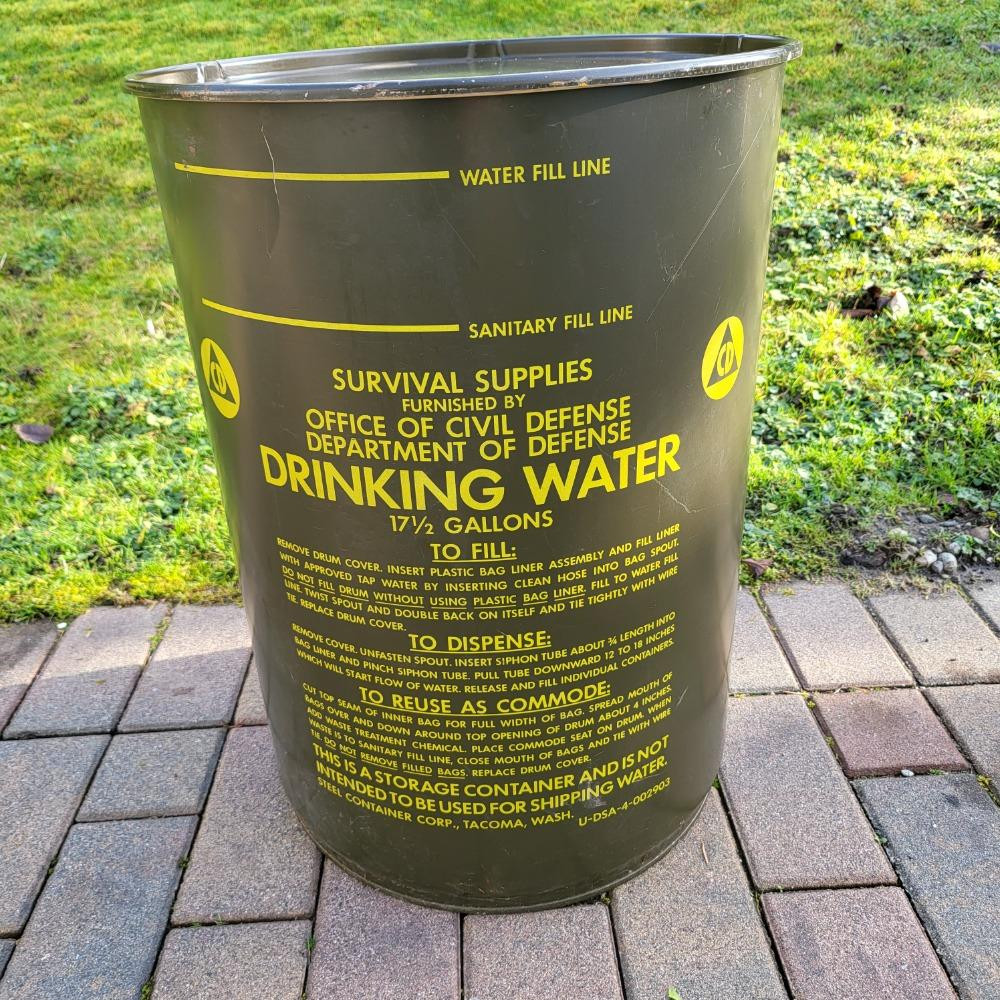 WATER FILL LINE
SANITARY FILL LINE
CD
CD
SURVIVAL SUPPLIES
FURNISHED BY
OFFICE OF CIVIL DEFENSE
DEPARTMENT OF DEFENSE
DRINKING WATER
17½ GALLONS
TO FILL:
REMOVE DRUM COVER. INSERT PLASTIC BAG LINER ASSEMBLY AND FILL LINER
WITH APPROVED TAP WATER BY INSERTING CLEAN HOSE INTO BAG SPOUT.
DO NOT FILL DRUM WITHOUT USING PLASTIC BAG LINER. FILL TO WATER FILL
LINE. TWIST SPOUT AND DOUBLE BACK ON ITSELF AND TIE TIGHTLY WITH WIRE
TIE. REPLACE DRUM COVER.
TO DISPENSE:
REMOVE COVER. UNFASTEN SPOUT. INSERT SIPHON TUBE ABOUT ¾ LENGTH INTO
BAG LINER AND PINCH SIPHON TUBE. PULL TUBE DOWNWARD 12 TO 18 INCHES
WHICH WILL START FLOW OF WATER. RELEASE AND FILL INDIVIDUAL CONTAINERS.
TO REUSE AS COMMODE:
CUT TOP SEAM OF INNER BAG FOR FULL WIDTH OF BAG. SPREAD MOUTH OF
BAGS OVER AND DOWN AROUND TOP OPENING OF DRUM ABOUT 4 INCHES.
ADD WASTE TREATMENT CHEMICAL. PLACE COMMODE SEAT ON DRUM. WHEN
WASTE IS TO SANITARY FILL LINE, CLOSE MOUTH OF BAGS AND TIE WITH WIRE
TIE. DO NOT REMOVE FILLED BAGS. REPLACE DRUM COVER.
THIS IS A STORAGE CONTAINER AND IS NOT
INTENDED TO BE USED FOR SHIPPING WATER.
STEEL CONTAINER CORP., TACOMA, WASH. U-DSA-4-002903